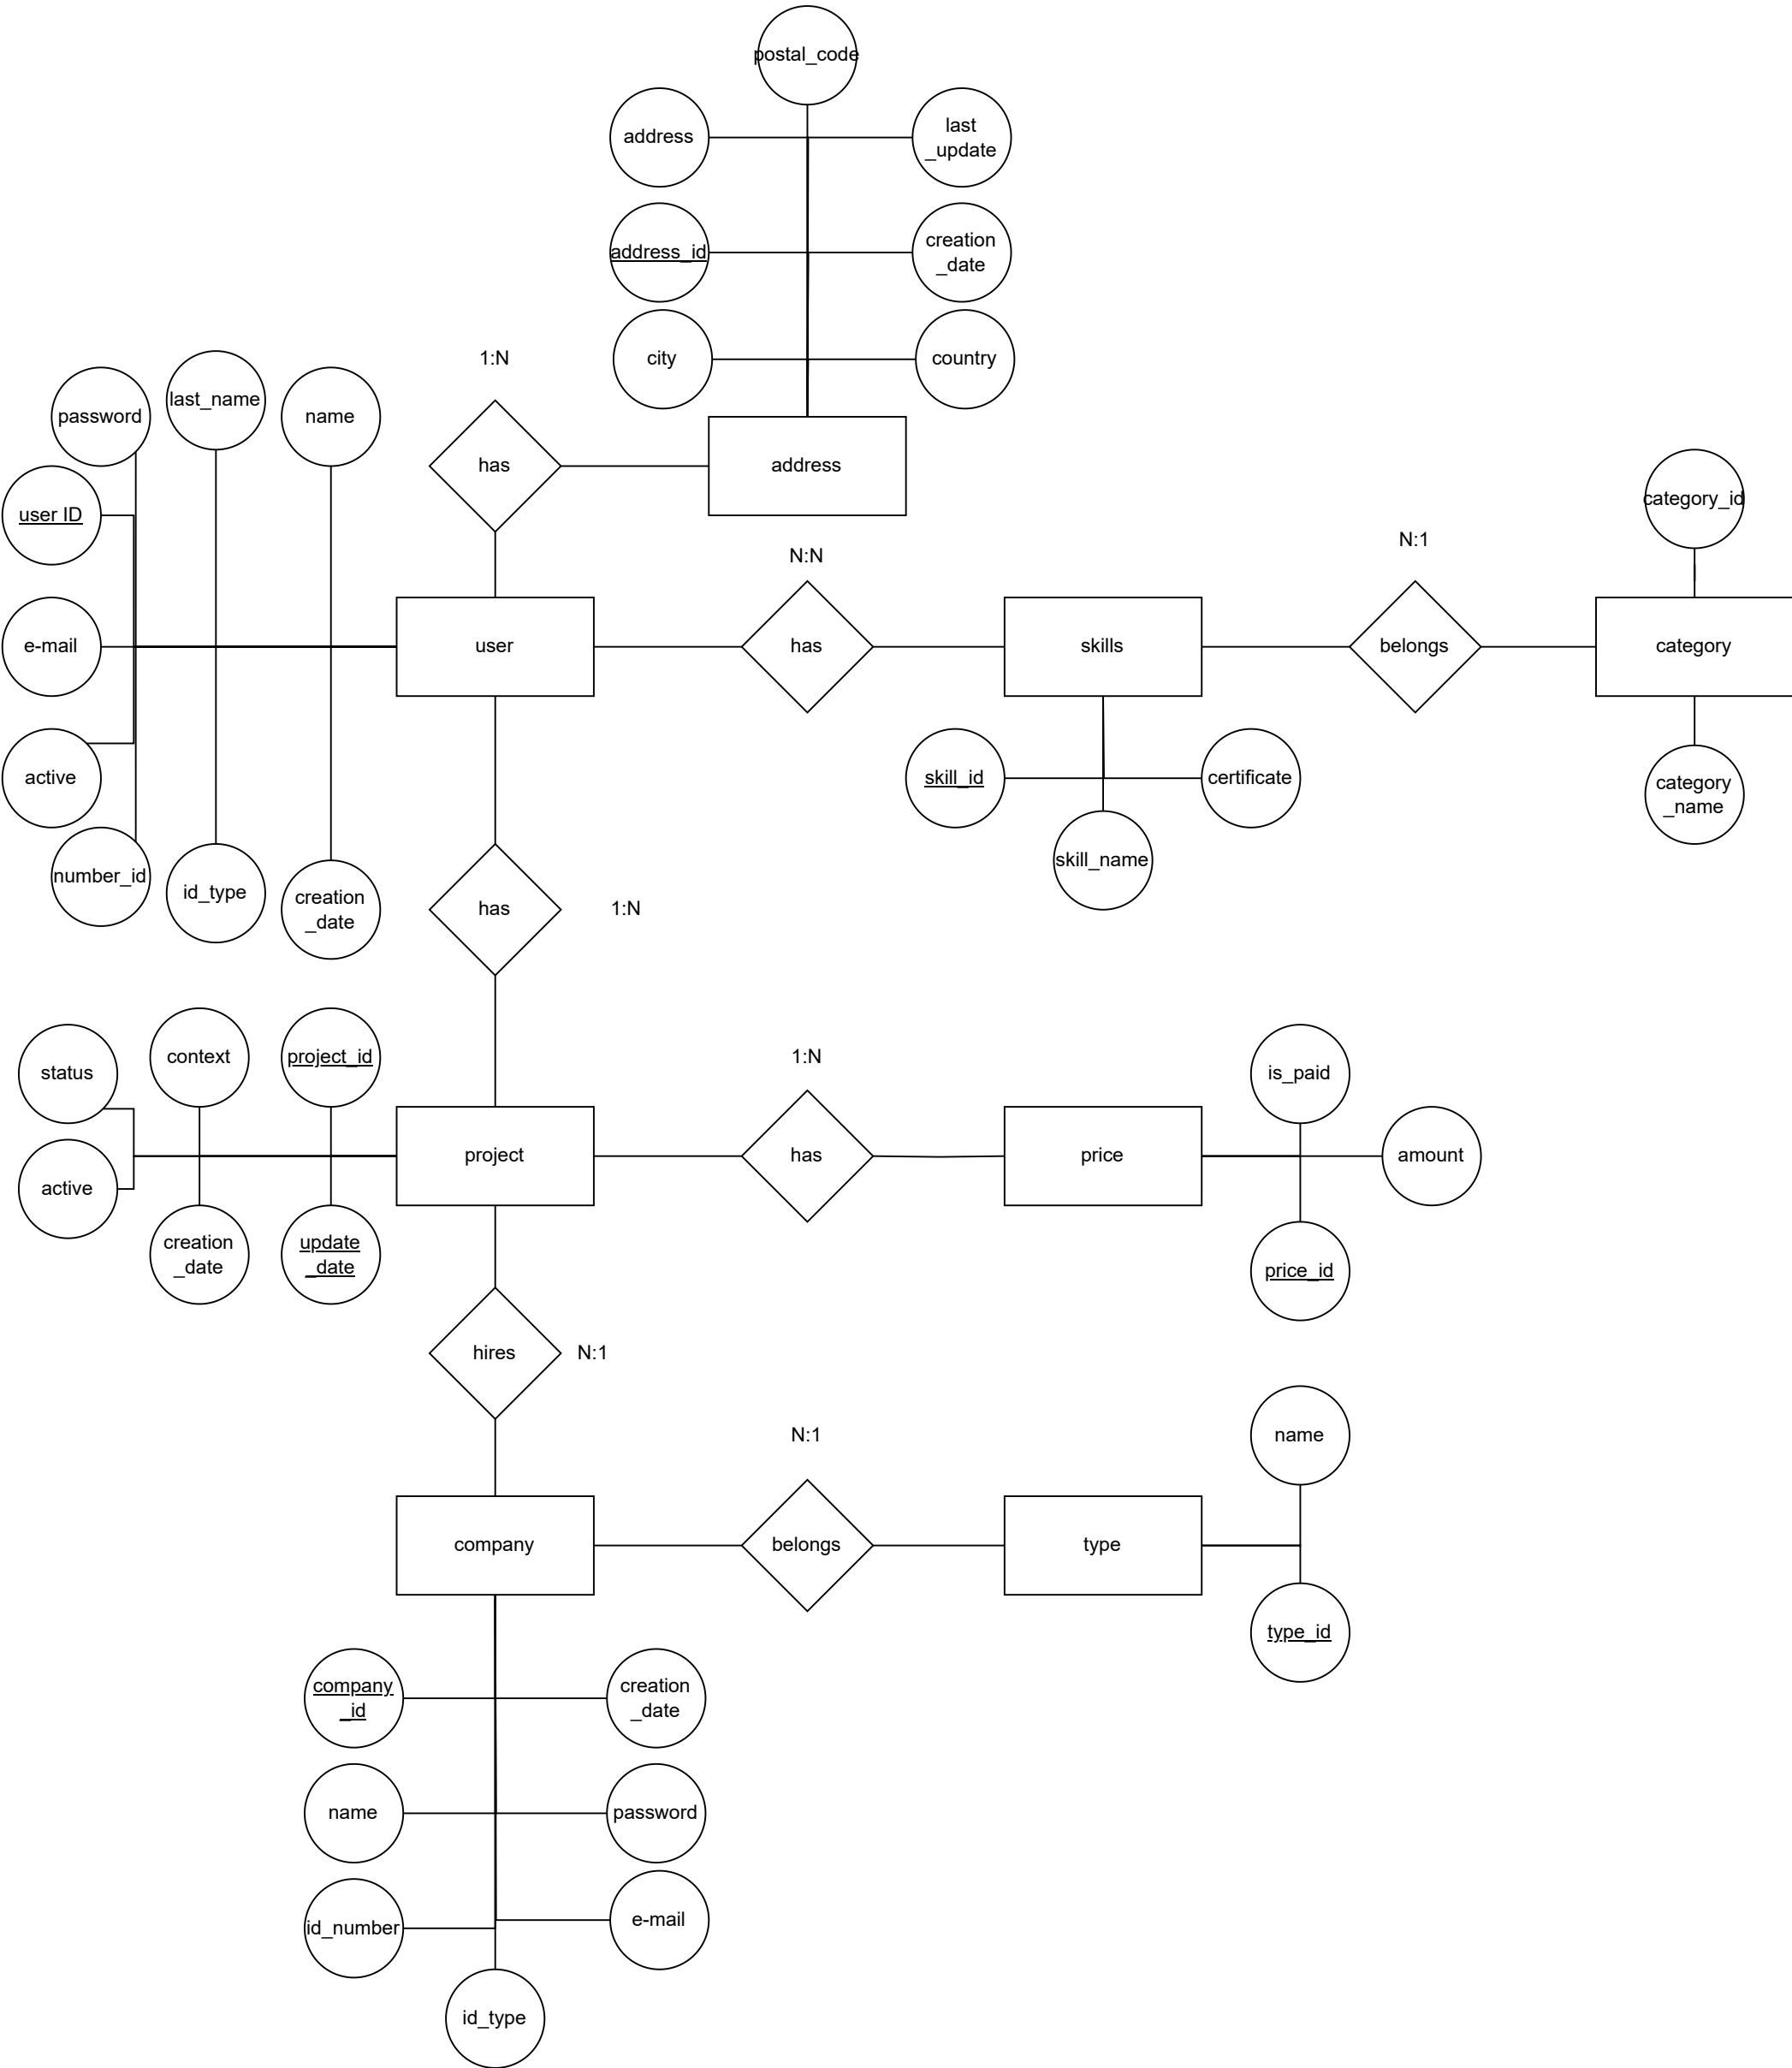 postal_code
address
last
_update
address_id
creation
_date
city
country
1:N
password
last_name
name
has
address
user ID
category_id
N:N
N:1
e-mail
user
has
skills
belongs
category
active
skill_id
certificate
category
_name
skill_name
number_id
id_type
creation
_date
has
1:N
status
context
project_id
1:N
is_paid
project
has
price
amount
active
creation
_date
update
_date
price_id
hires
N:1
N:1
name
company
belongs
type
type_id
company
_id
creation
_date
name
password
id_number
e-mail
id_type